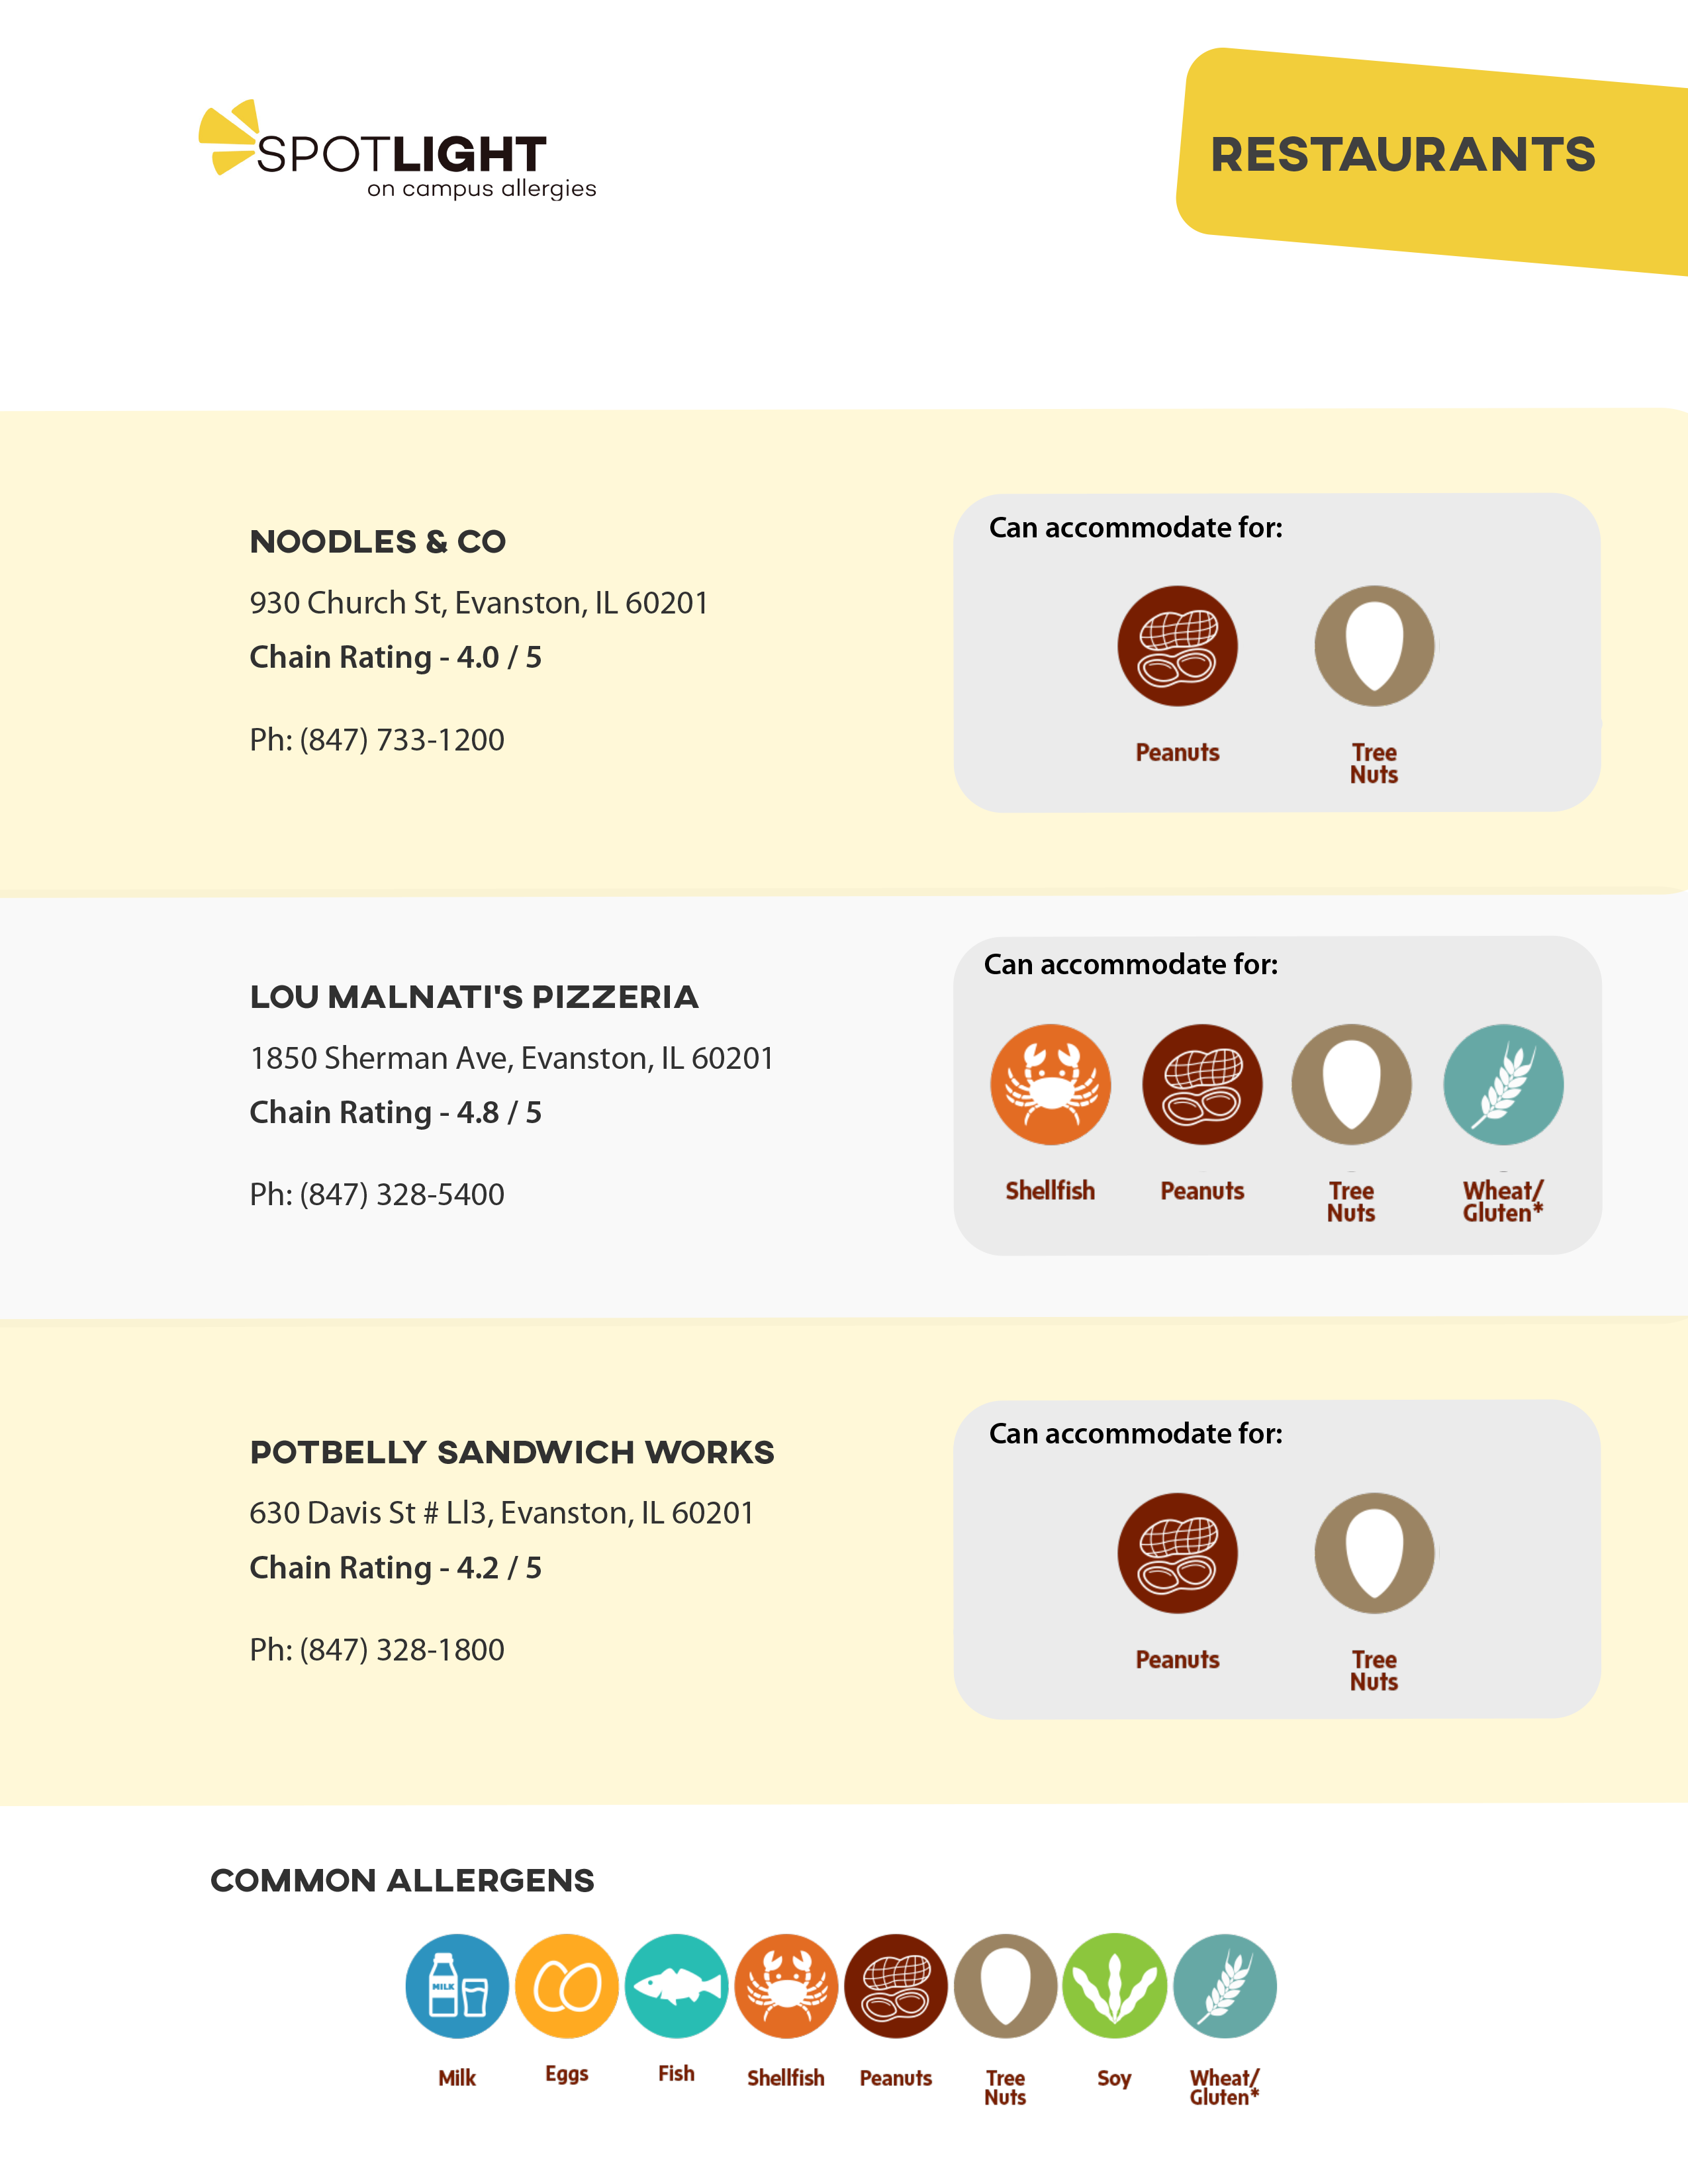 SPOTLIGHT
on campus allergies
RESTAURANTS
NOODLES & CO
930 Church St, Evanston, IL 60201
Chain Rating - 4.0 / 5
Ph: (847) 733-1200
Can accommodate for:
Peanuts
Tree
Nuts
LOU MALNATI'S PIZZERIA
1850 Sherman Ave, Evanston, IL 60201
Chain Rating - 4.8 / 5
Ph: (847) 328-5400
Can accommodate for:
Shellfish
Peanuts
Tree
Nuts
Wheat/
Gluten*
POTBELLY SANDWICH WORKS
630 Davis St # Ll3, Evanston, IL 60201
Chain Rating - 4.2 / 5
Ph: (847) 328-1800
Can accommodate for:
Peanuts
Tree
Nuts
COMMON ALLERGENS
MILK
Milk
Eggs
Fish
Shellfish
Peanuts
Tree
Nuts
Soy
Wheat/
Gluten*